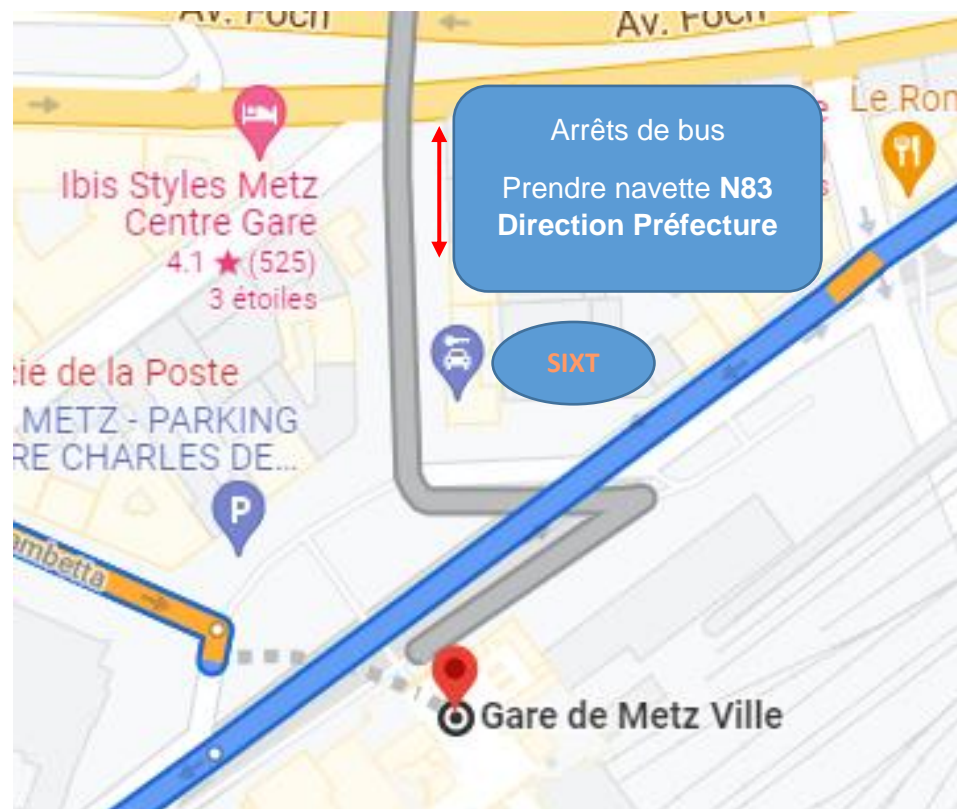 Av. Foch
Av. Foch
Le Ron
Arrêts de bus
Prendre navette N83
Direction Préfecture
Ibis Styles Metz
Centre Gare
4.1 ★ (525)
3 étoiles
SIXT
cie de la Poste
METZ - PARKING
RE CHARLES DE...
P
ambetta
Gare de Metz Ville